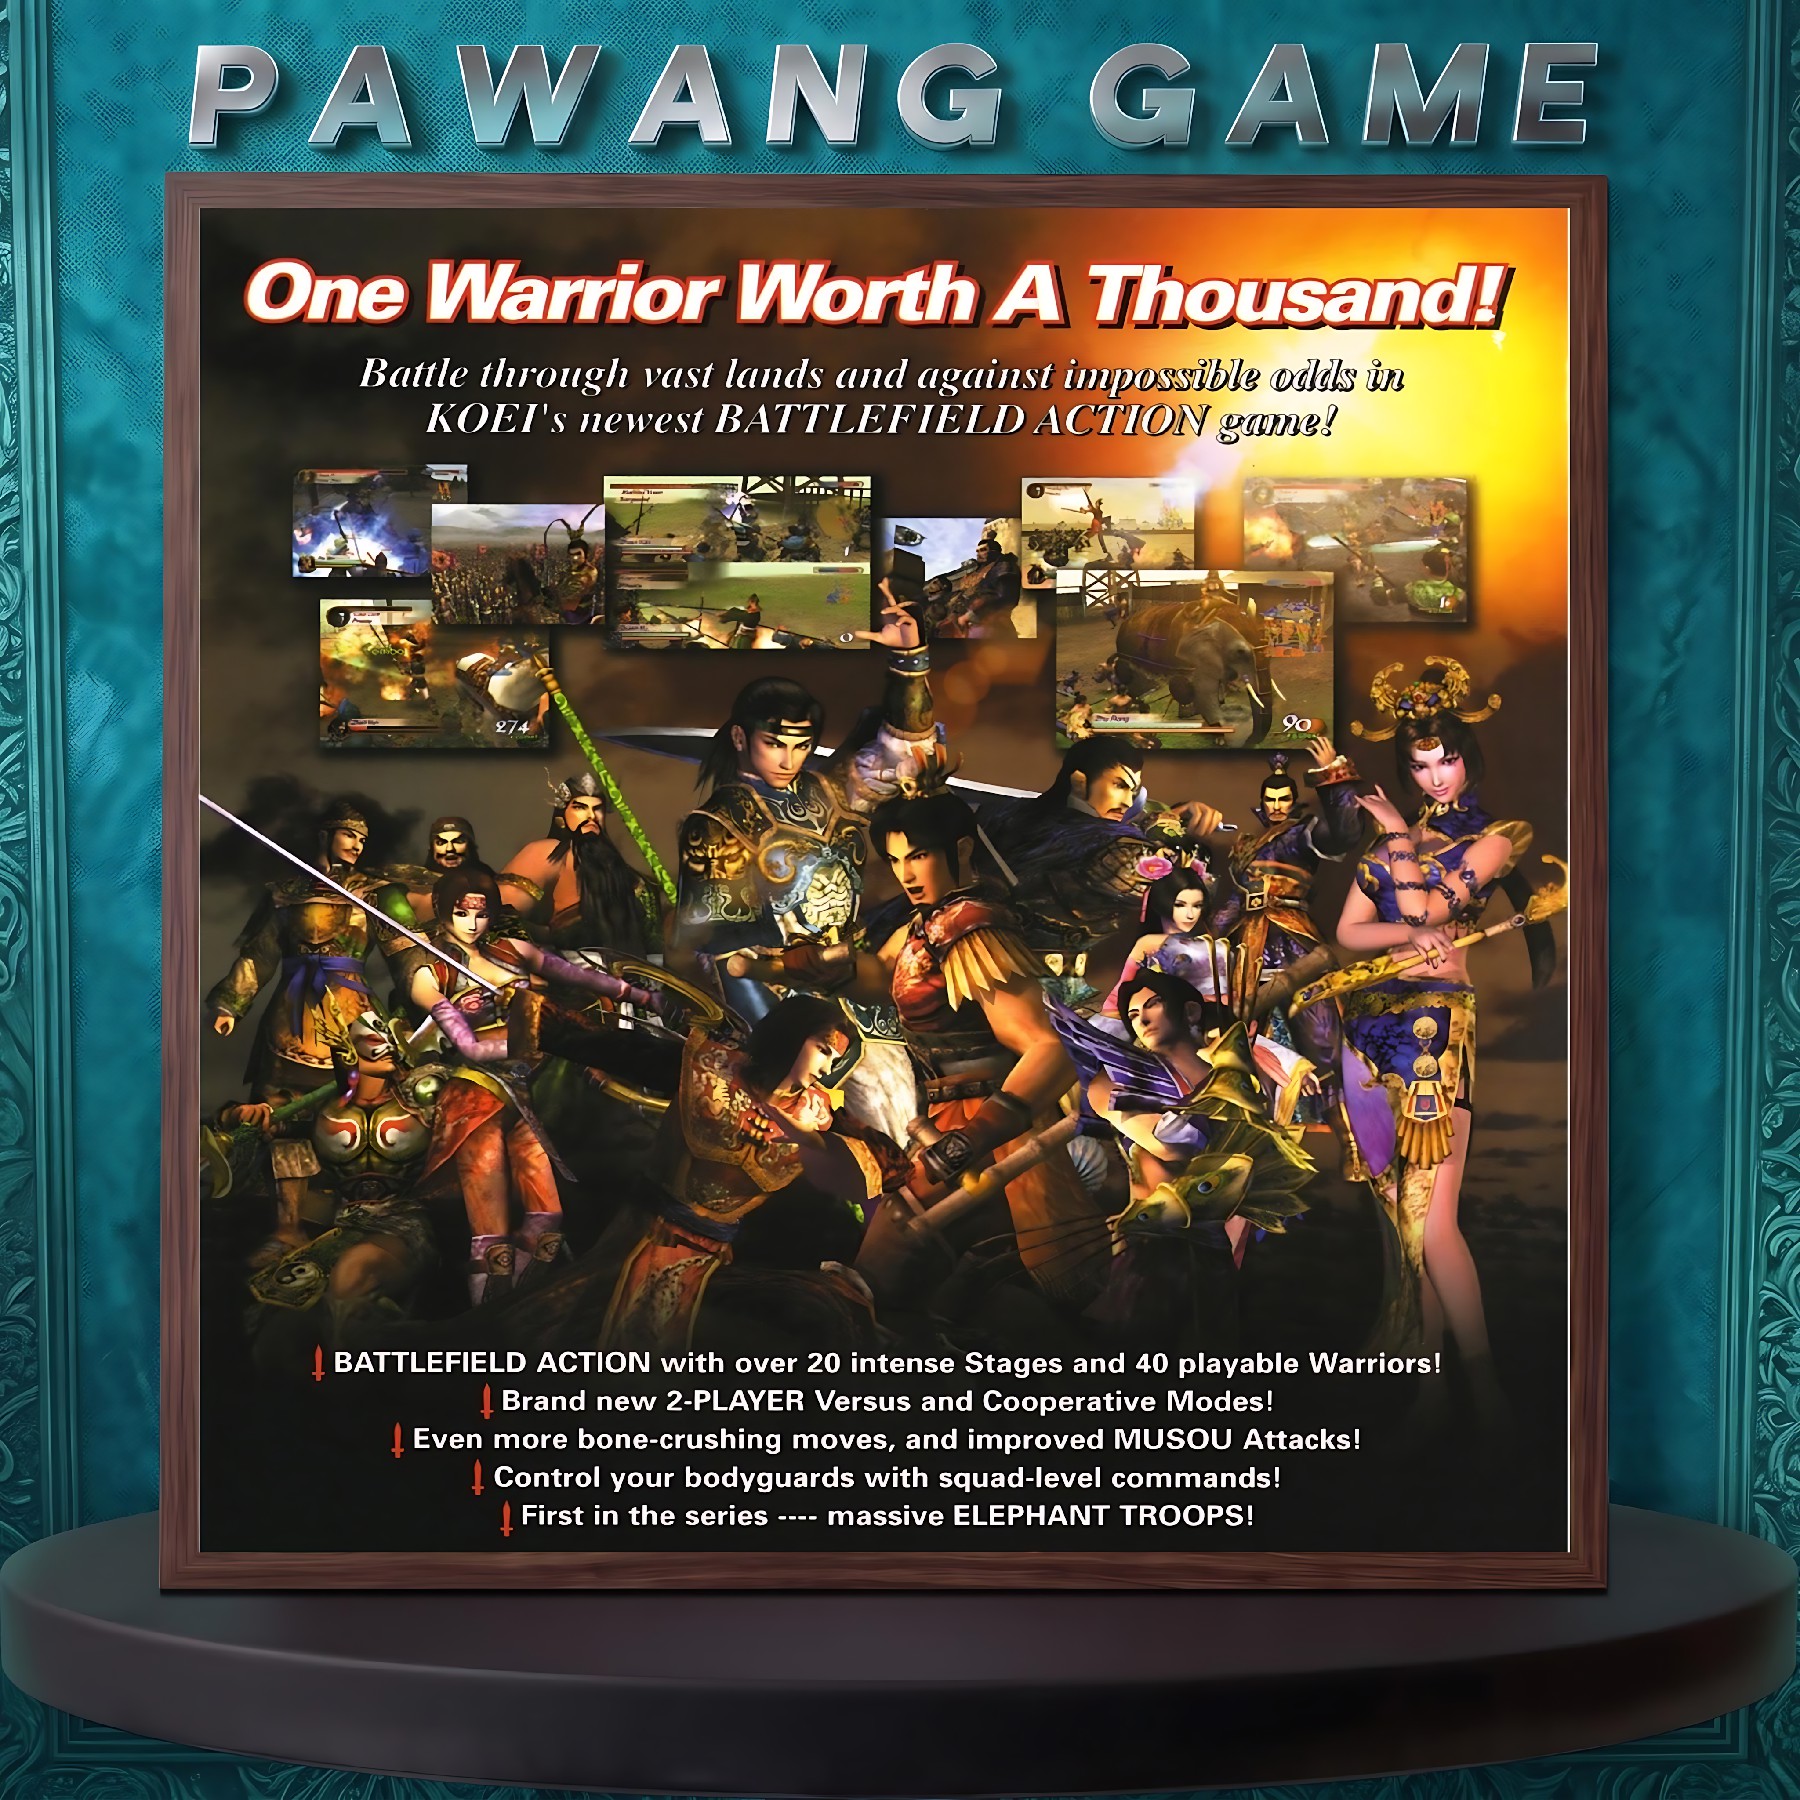 PAWANG GAME
One Warrior Worth A Thousand!
Battle through vast lands and against impossible odds in
KOEI's newest BATTLEFIELD ACTION game!
274
0
1
90
BATTLEFIELD ACTION with over 20 intense Stages and 40 playable Warriors!
Brand new 2-PLAYER Versus and Cooperative Modes!
Even more bone-crushing moves, and improved MUSOU Attacks!
Control your bodyguards with squad-level commands!
First in the series ---- massive ELEPHANT TROOPS!